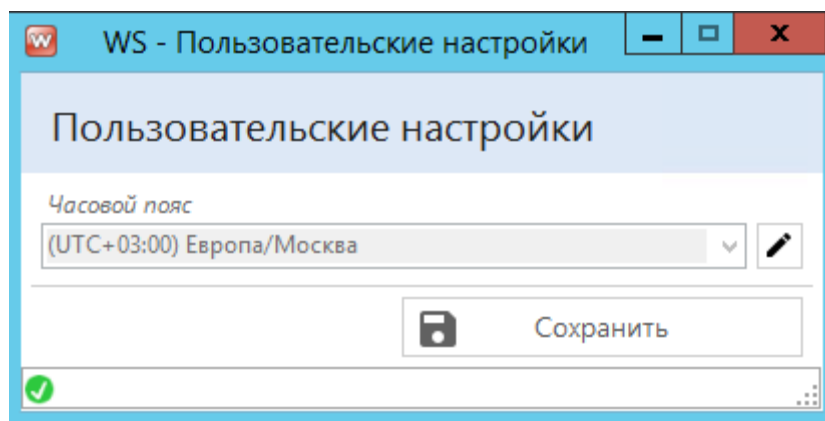 WS - Пользовательские настройки
Пользовательские настройки
Часовой пояс
(UTC+03:00) Европа/Москва
Сохранить